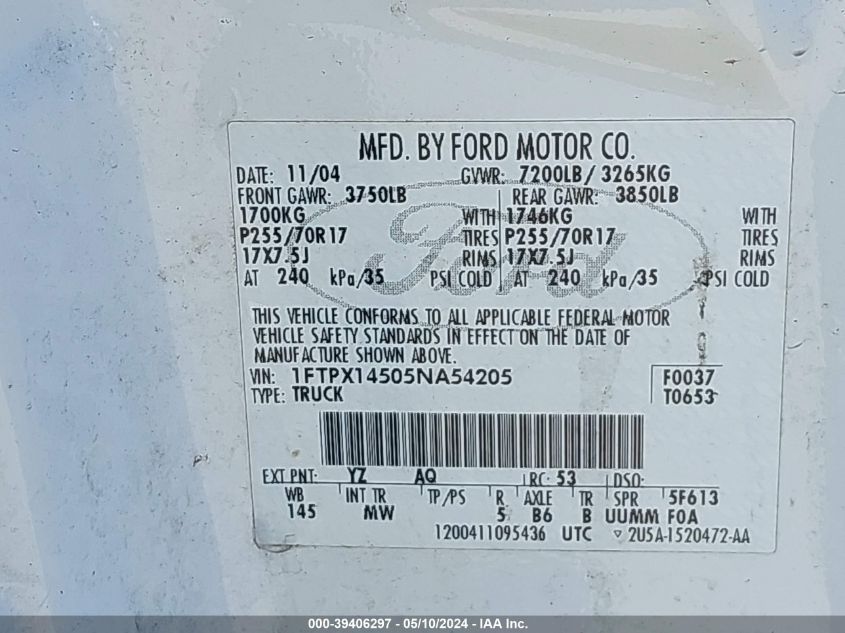 MFD. BY FORD MOTOR CO.
DATE: 11/04 GVWR: 7200LB/ 3265KG
FRONT GAWR: 3750LB REAR GAWR: 3850LB
1700KG WITH 1746KG WITH
P255/70R17 TIRES P255/70R17 TIRES
17X7.5J RIMS 17X7.5J RIMS
AT 240 kPa/35 PSI COLD AT 240 kPa/35 PSI COLD
Ford
THIS VEHICLE CONFORMS TO ALL APPLICABLE FEDERAL MOTOR
VEHICLE SAFETY STANDARDS IN EFFECT ON THE DATE OF
MANUFACTURE SHOWN ABOVE.
VIN: 1FTPX14505NA54205 F0037
TYPE: TRUCK T0653
EXT PNT: YZ AQ RC: 53 DSO:
WB INT TR TP/PS R AXLE TR SPR 5F613
145 MW 5 B6 B UUMM F0A
1200411095436 UTC ▽ 2U5A-1520472-AA
000-39406297 - 05/10/2024 - IAA Inc.